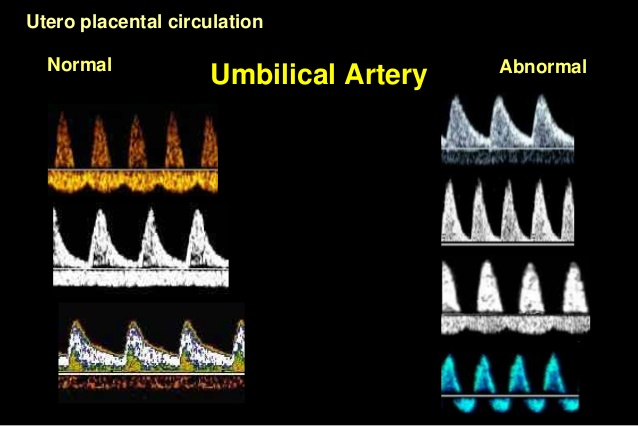 Utero placental circulation
Normal
Umbilical Artery
Abnormal